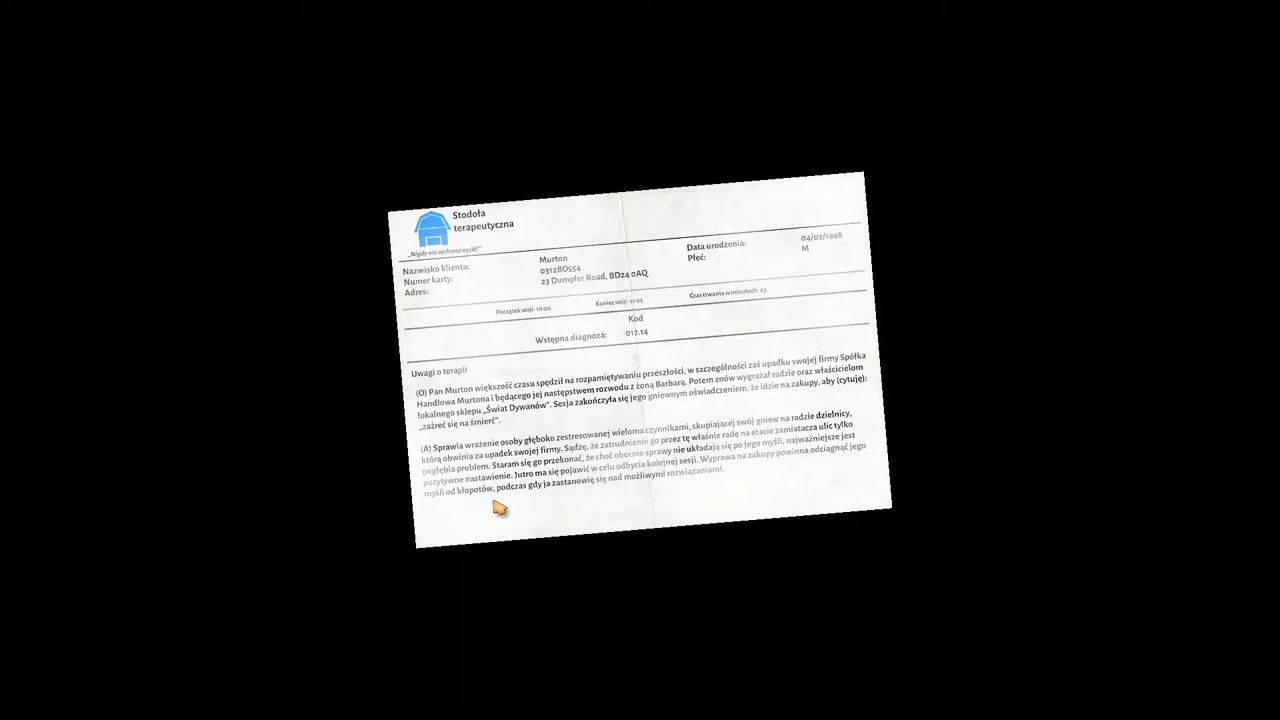 Stodoła
terapeutyczna
„Nigdy nie zechcesz wyjść!”
Nazwisko klienta: Murton Data urodzenia: 04/03/1948
Numer karty: 0312BO554 Płeć: M
Adres: 23 Dumpler Road, BD24 0AQ
Początek sesji: 10:00 Koniec sesji: 11:03 Czas trwania w minutach: 63
Kod
Wstępna diagnoza: 017.14
Uwagi o terapii
(O) Pan Murton większość czasu spędził na rozpamiętywaniu przeszłości, w szczególności zaś upadku swojej firmy Spółka
Handlowa Murtona i będącego jej następstwem rozwodu z żoną Barbarą. Potem znów wygrażał radzie oraz właścicielom
lokalnego sklepu „Świat Dywanów”. Sesja zakończyła się jego gniewnym oświadczeniem, że idzie na zakupy, aby (cytuję):
„zażreć się na śmierć”.
(A) Sprawia wrażenie osoby głęboko zestresowanej wieloma czynnikami, skupiającej swój gniew na radzie dzielnicy,
którą obwinia za upadek swojej firmy. Sądzę, że zatrudnienie go przez tę właśnie radę na etacie zamiatacza ulic tylko
pogłębia problem. Staram się go przekonać, że choć obecnie sprawy nie układają się po jego myśli, najważniejsze jest
pozytywne nastawienie. Jutro ma się pojawić w celu odbycia kolejnej sesji. Wyprawa na zakupy powinna odciągnąć jego
myśli od kłopotów, podczas gdy ja zastanowię się nad możliwymi rozwiązaniami.